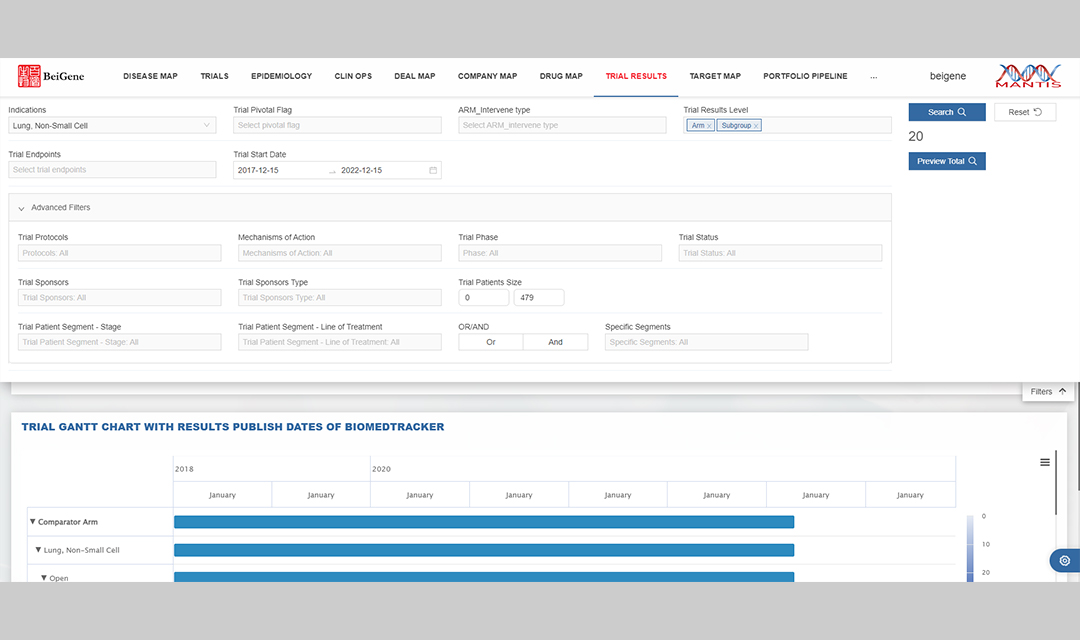 BeiGene
DISEASE MAP TRIALS EPIDEMIOLOGY CLIN OPS DEAL MAP COMPANY MAP DRUG MAP TRIAL RESULTS TARGET MAP PORTFOLIO PIPELINE ... beigene
MANTIS
Indications Trial Pivotal Flag ARM_Intervene type Trial Results Level
Lung, Non-Small Cell Select pivotal flag Select ARM_intervene type Arm × Subgroup × Search Reset
20
Trial Endpoints Trial Start Date
Select trial endpoints 2017-12-15 → 2022-12-15 Preview Total
Advanced Filters
Trial Protocols Mechanisms of Action Trial Phase Trial Status
Protocols: All Mechanisms of Action: All Phase: All Trial Status: All
Trial Sponsors Trial Sponsors Type Trial Patients Size
Trial Sponsors: All Trial Sponsors Type: All 0 479
Trial Patient Segment - Stage Trial Patient Segment - Line of Treatment OR/AND Specific Segments
Trial Patient Segment - Stage: All Trial Patient Segment - Line of Treatment: All Or And Specific Segments: All
Filters
TRIAL GANTT CHART WITH RESULTS PUBLISH DATES OF BIOMEDTRACKER
2018 2020
January January January January January January January January
▼ Comparator Arm 0
▼ Lung, Non-Small Cell 10
▼ Open 20